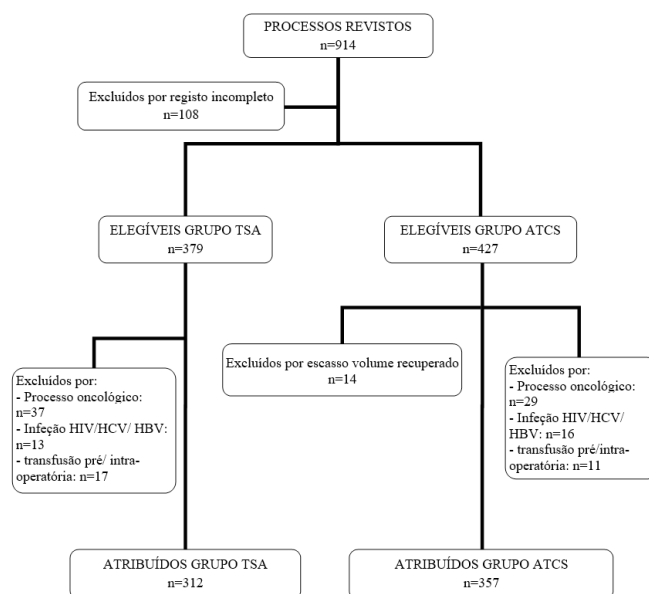 PROCESSOS REVISTOS
n=914
Excluídos por registo incompleto
n=108
ELEGÍVEIS GRUPO TSA
n=379
ELEGÍVEIS GRUPO ATCS
n=427
Excluídos por escasso volume recuperado
n=14
Excluídos por:
- Processo oncológico:
n=37
- Infeção HIV/HCV/ HBV:
n=13
- transfusão pré/ intra-
operatória: n=17
Excluídos por:
- Processo oncológico:
n=29
- Infeção HIV/HCV/
HBV: n=16
- transfusão pré/intra-
operatória: n=11
ATRIBUÍDOS GRUPO TSA
n=312
ATRIBUÍDOS GRUPO ATCS
n=357